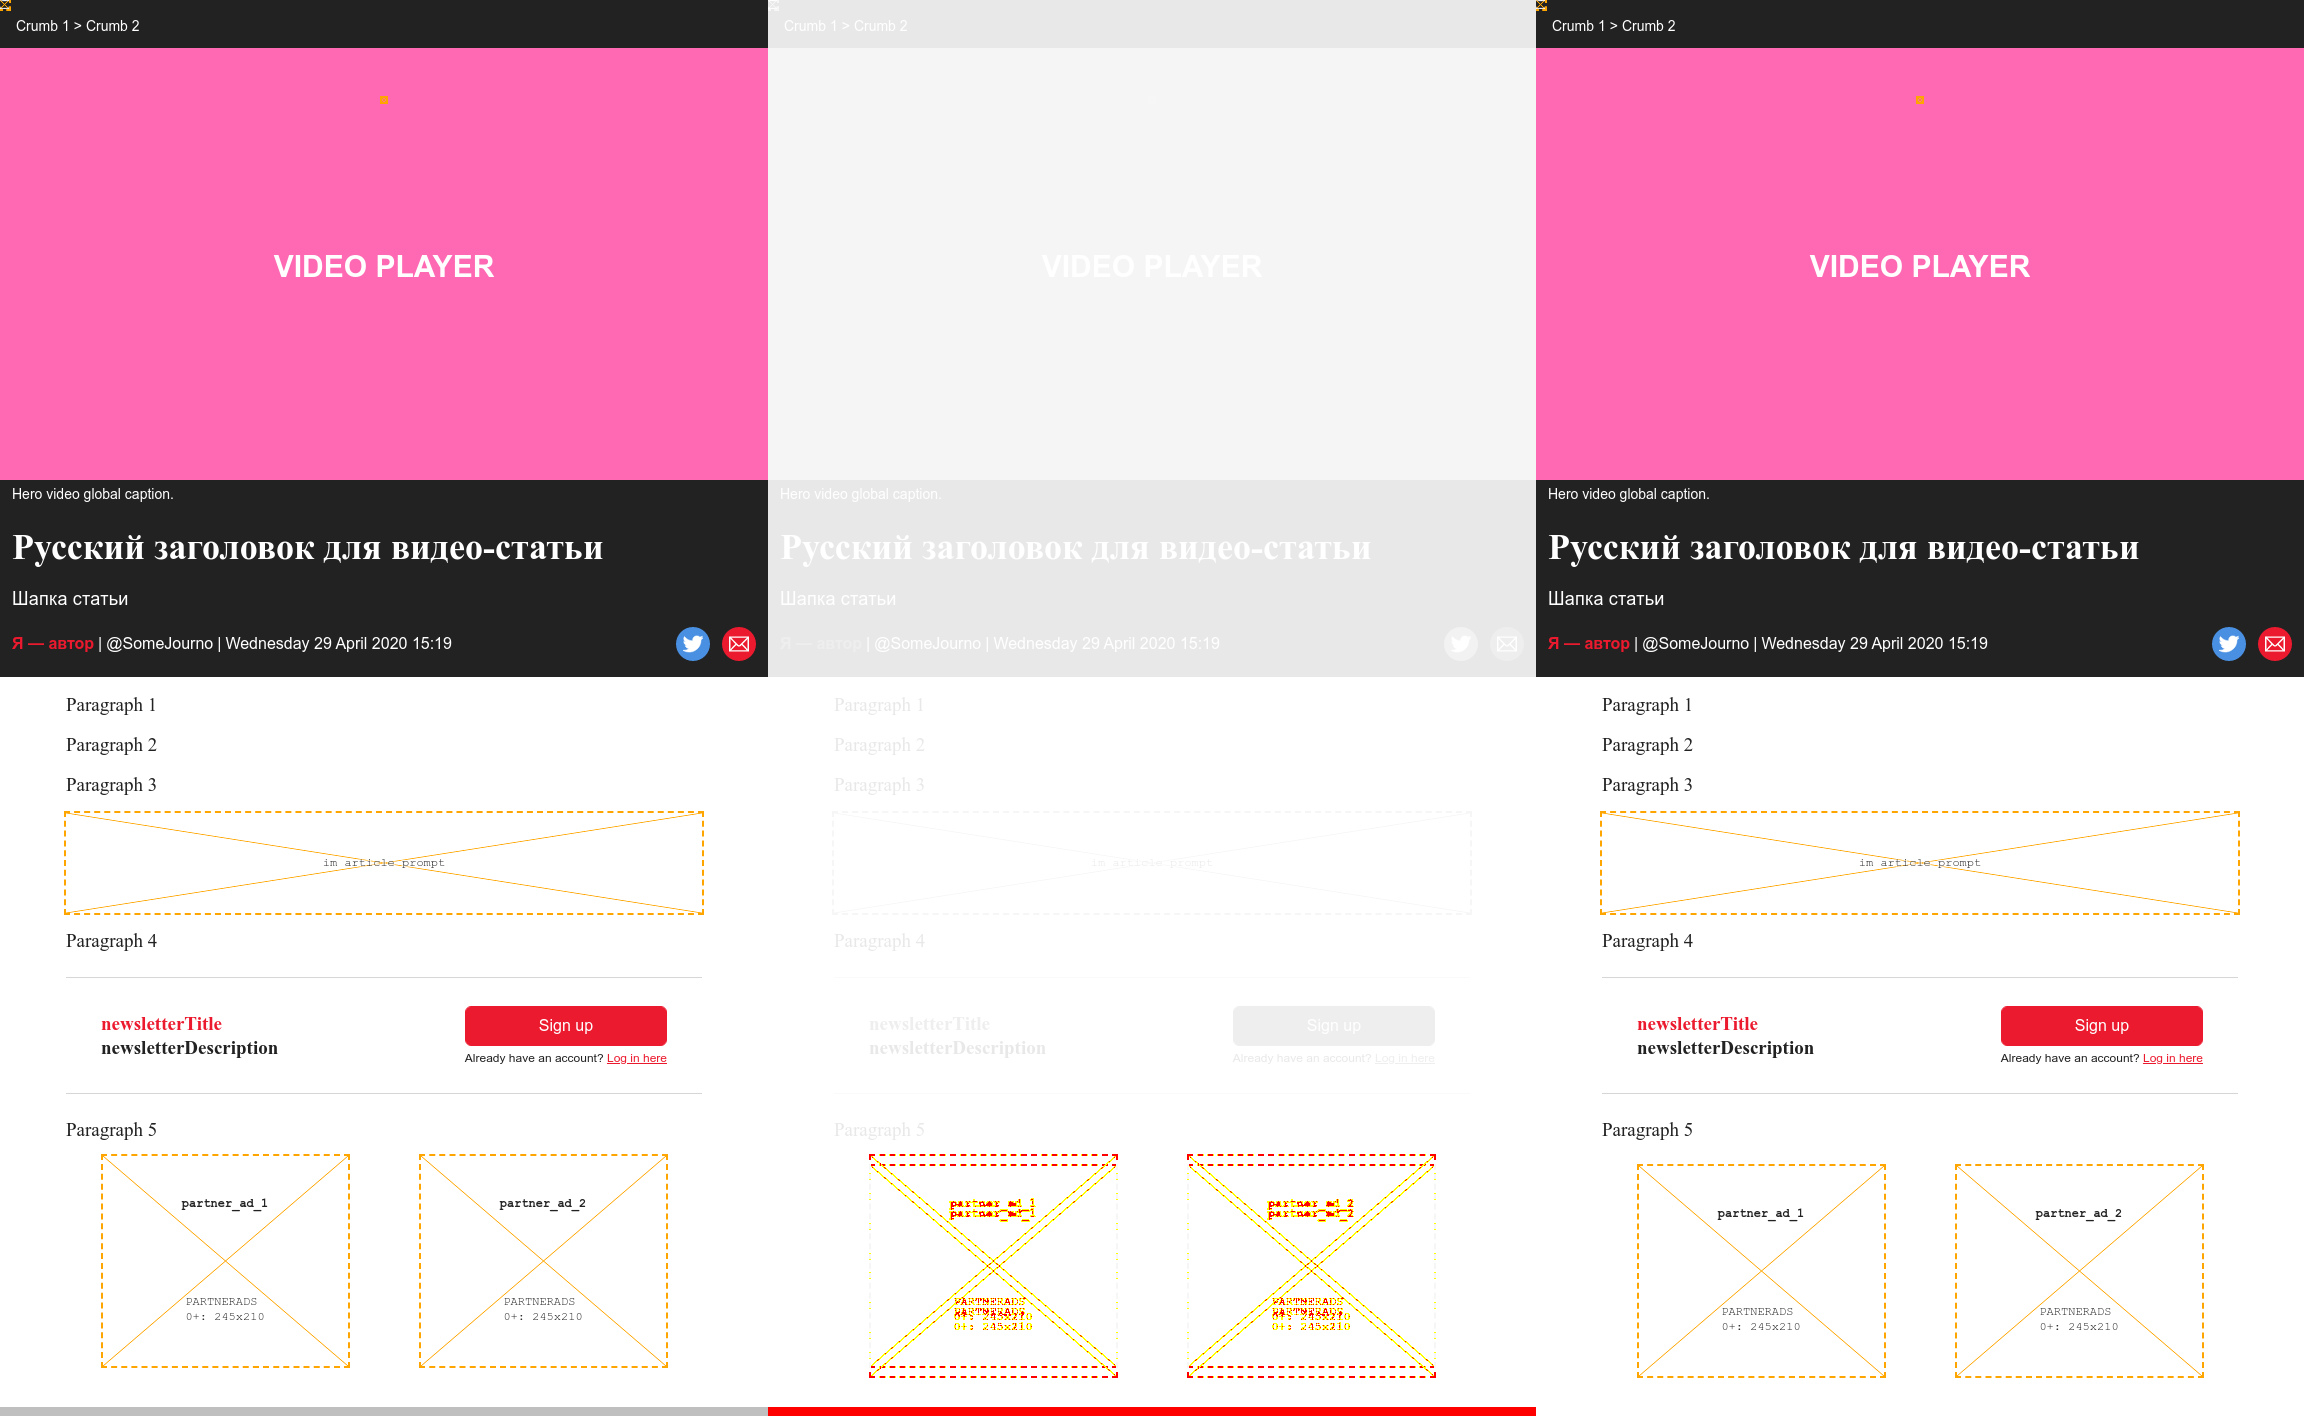 Crumb 1 > Crumb 2
VIDEO PLAYER
Hero video global caption.
Русский заголовок для видео-статьи
Шапка статьи
Я — автор | @SomeJourno | Wednesday 29 April 2020 15:19
Paragraph 1
Paragraph 2
Paragraph 3
im article prompt
Paragraph 4
newsletterTitle
newsletterDescription
Sign up
Already have an account? Log in here
Paragraph 5
partner_ad_1
PARTNERADS
0+: 245x210
partner_ad_2
PARTNERADS
0+: 245x210
Crumb 1 > Crumb 2
VIDEO PLAYER
Hero video global caption.
Русский заголовок для видео-статьи
Шапка статьи
Я — автор | @SomeJourno | Wednesday 29 April 2020 15:19
Paragraph 1
Paragraph 2
Paragraph 3
im article prompt
Paragraph 4
newsletterTitle
newsletterDescription
Sign up
Already have an account? Log in here
Paragraph 5
partner_ad_1
partner_ad_1
PARTNERADS
PARTNERADS
0+: 245x210
0+: 245x210
partner_ad_2
partner_ad_2
PARTNERADS
PARTNERADS
0+: 245x210
0+: 245x210
Crumb 1 > Crumb 2
VIDEO PLAYER
Hero video global caption.
Русский заголовок для видео-статьи
Шапка статьи
Я — автор | @SomeJourno | Wednesday 29 April 2020 15:19
Paragraph 1
Paragraph 2
Paragraph 3
im article prompt
Paragraph 4
newsletterTitle
newsletterDescription
Sign up
Already have an account? Log in here
Paragraph 5
partner_ad_1
PARTNERADS
0+: 245x210
partner_ad_2
PARTNERADS
0+: 245x210